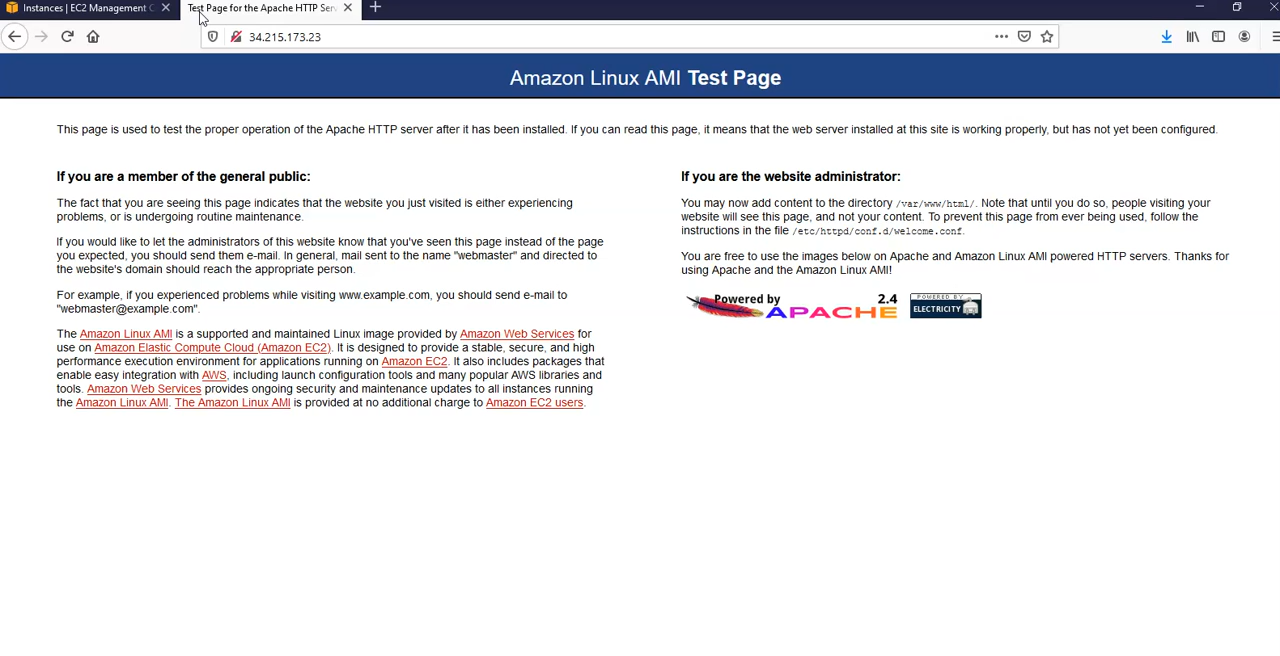 Instances | EC2 Management C
Test Page for the Apache HTTP Serv
34.215.173.23
Amazon Linux AMI Test Page
This page is used to test the proper operation of the Apache HTTP server after it has been installed. If you can read this page, it means that the web server installed at this site is working properly, but has not yet been configured.
If you are a member of the general public:
The fact that you are seeing this page indicates that the website you just visited is either experiencing
problems, or is undergoing routine maintenance.
If you would like to let the administrators of this website know that you've seen this page instead of the page
you expected, you should send them e-mail. In general, mail sent to the name "webmaster" and directed to
the website's domain should reach the appropriate person.
For example, if you experienced problems while visiting www.example.com, you should send e-mail to
"webmaster@example.com".
The Amazon Linux AMI is a supported and maintained Linux image provided by Amazon Web Services for
use on Amazon Elastic Compute Cloud (Amazon EC2). It is designed to provide a stable, secure, and high
performance execution environment for applications running on Amazon EC2. It also includes packages that
enable easy integration with AWS, including launch configuration tools and many popular AWS libraries and
tools. Amazon Web Services provides ongoing security and maintenance updates to all instances running
the Amazon Linux AMI. The Amazon Linux AMI is provided at no additional charge to Amazon EC2 users.
If you are the website administrator:
You may now add content to the directory /var/www/html/. Note that until you do so, people visiting your
website will see this page, and not your content. To prevent this page from ever being used, follow the
instructions in the file /etc/httpd/conf.d/welcome.conf.
You are free to use the images below on Apache and Amazon Linux AMI powered HTTP servers. Thanks for
using Apache and the Amazon Linux AMI!
Powered by 2.4
APACHE
POWERED BY
ELECTRICITY